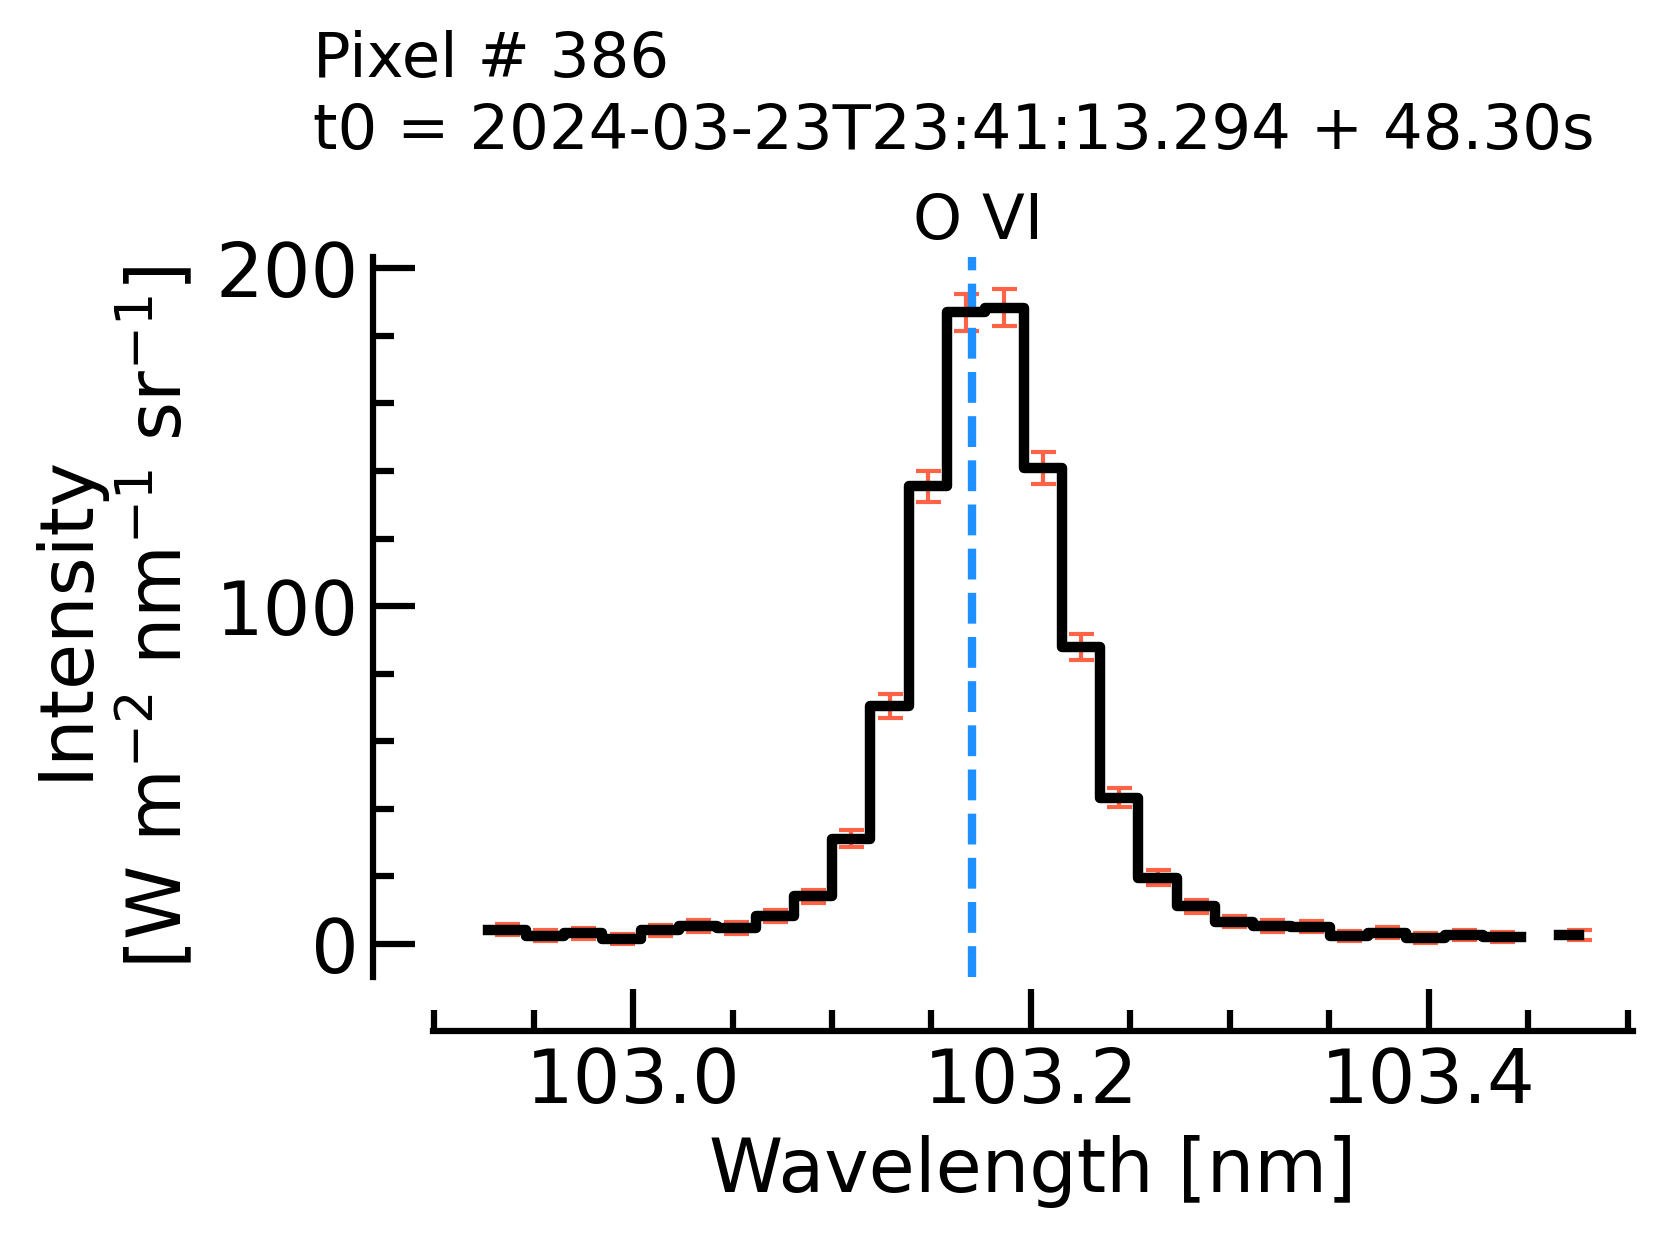 Pixel # 386
t0 = 2024-03-23T23:41:13.294 + 48.30s
O VI
200
100
0
Intensity
[W m⁻² nm⁻¹ sr⁻¹]
103.0 103.2 103.4
Wavelength [nm]